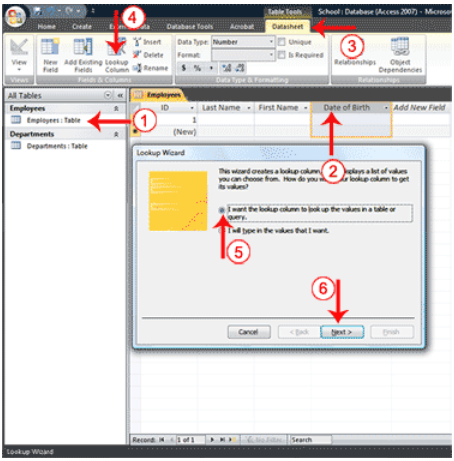 Table Tools
School : Database (Access 2007) - Microsof
Home
Create
Database Tools
Acrobat
Datasheet
View
New Field
Add Existing Fields
Lookup Column
Insert
Delete
Rename
Data Type: Number
Format:
$ % ,
Unique
Is Required
Relationships
Object Dependencies
Views
Fields & Columns
Data Type & Formatting
Relationships
All Tables
Employees
Employees : Table
Departments
Departments : Table
Employees
ID Last Name First Name Date of Birth Add New Field
1
(New)
Lookup Wizard
This wizard creates a lookup column, displays a list of values
you can choose from. How do you lookup column to get
its values?
I want the lookup column to look up the values in a table or
query.
I will type in the values that I want.
Cancel < Back Next > Finish
Record: 1 of 1 No Filter Search
Lookup Wizard
1
2
3
4
5
6